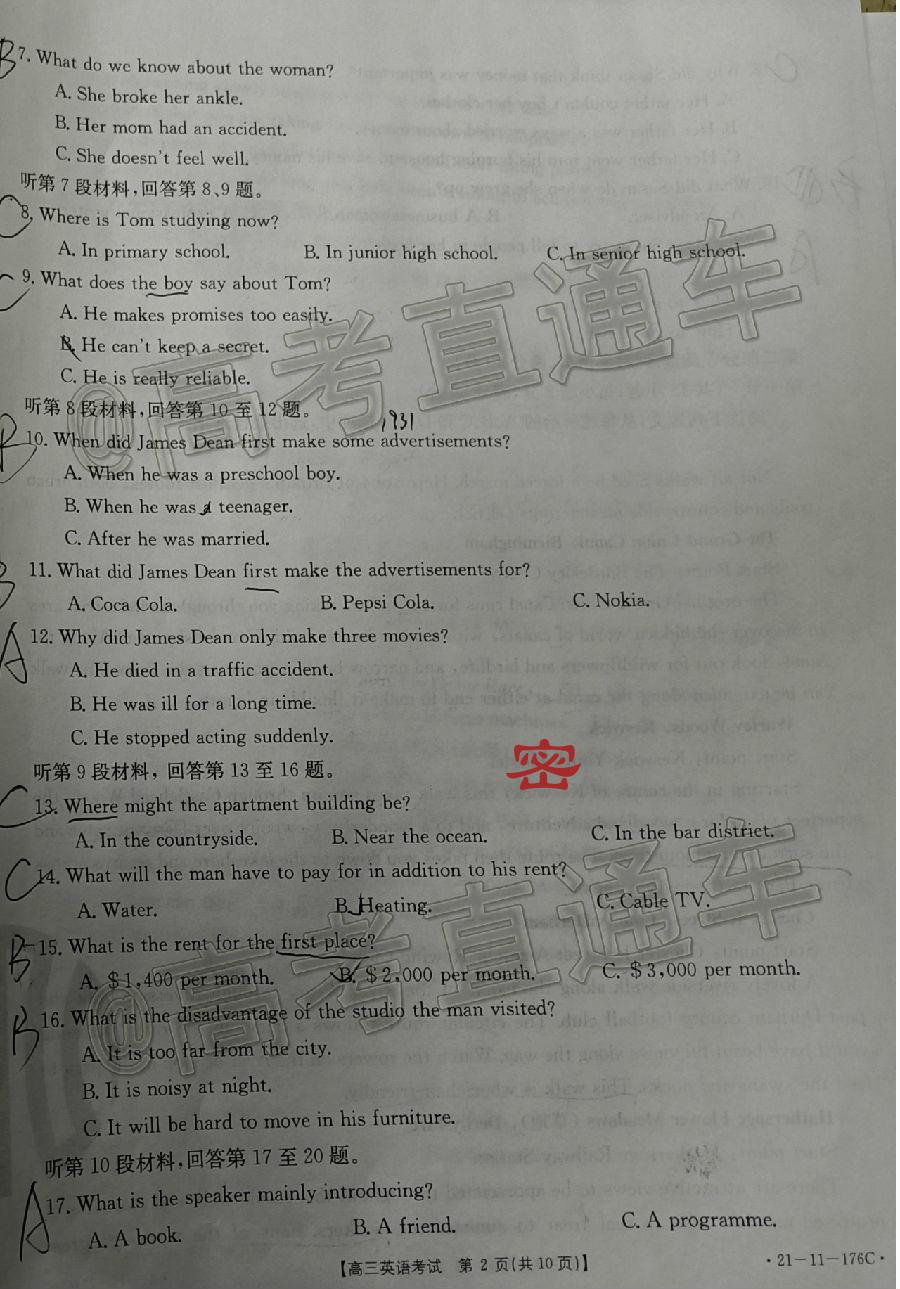 B 7. What do we know about the woman?
A. She broke her ankle.
B. Her mom had an accident.
C. She doesn't feel well.
听第7段材料,回答第8、9题。
C 8. Where is Tom studying now?
A. In primary school. B. In junior high school. C. In senior high school.
9. What does the boy say about Tom?
A. He makes promises too easily.
B. He can't keep a secret.
C. He is really reliable.
听第8段材料,回答第10至12题。
1931
B 10. When did James Dean first make some advertisements?
A. When he was a preschool boy.
B. When he was a teenager.
C. After he was married.
B 11. What did James Dean first make the advertisements for?
A. Coca Cola. B. Pepsi Cola. C. Nokia.
A 12. Why did James Dean only make three movies?
A. He died in a traffic accident.
B. He was ill for a long time.
C. He stopped acting suddenly.
听第9段材料,回答第13至16题。
密
C 13. Where might the apartment building be?
A. In the countryside. B. Near the ocean. C. In the bar district.
C 14. What will the man have to pay for in addition to his rent?
A. Water. B. Heating. C. Cable TV.
B 15. What is the rent for the first place?
A. $1,400 per month. B. $2,000 per month. C. $3,000 per month.
B 16. What is the disadvantage of the studio the man visited?
A. It is too far from the city.
B. It is noisy at night.
C. It will be hard to move in his furniture.
听第10段材料,回答第17至20题。
A 17. What is the speaker mainly introducing?
A. A book. B. A friend. C. A programme.
【高三英语考试 第2页(共10页)】 ·21-11-176C·
@高考直通车
@高考直通车